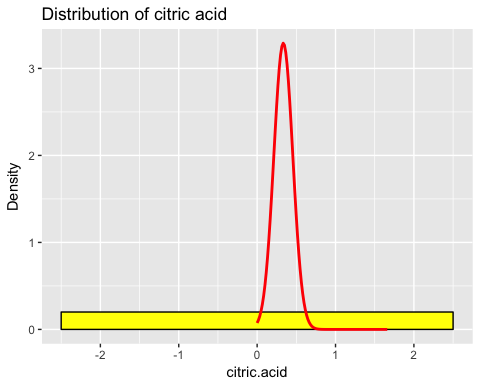 Distribution of citric acid
Density
3
2
1
0
-2 -1 0 1 2
citric.acid